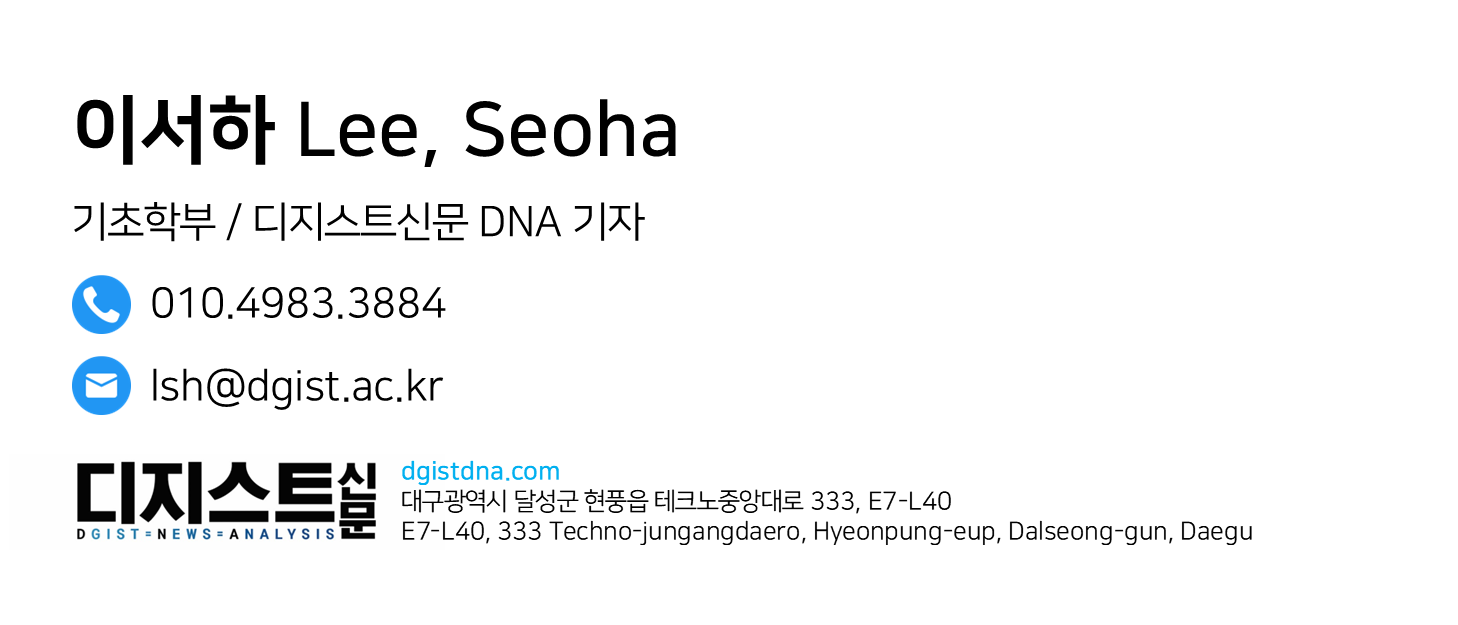 이서하 Lee, Seoha
기초학부 / 디지스트신문 DNA 기자
010.4983.3884
lsh@dgist.ac.kr
디지스트신문
DGIST=NEWS=ANALYSIS
dgistdna.com
대구광역시 달성군 현풍읍 테크노중앙대로 333, E7-L40
E7-L40, 333 Techno-jungangdaero, Hyeonpung-eup, Dalseong-gun, Daegu